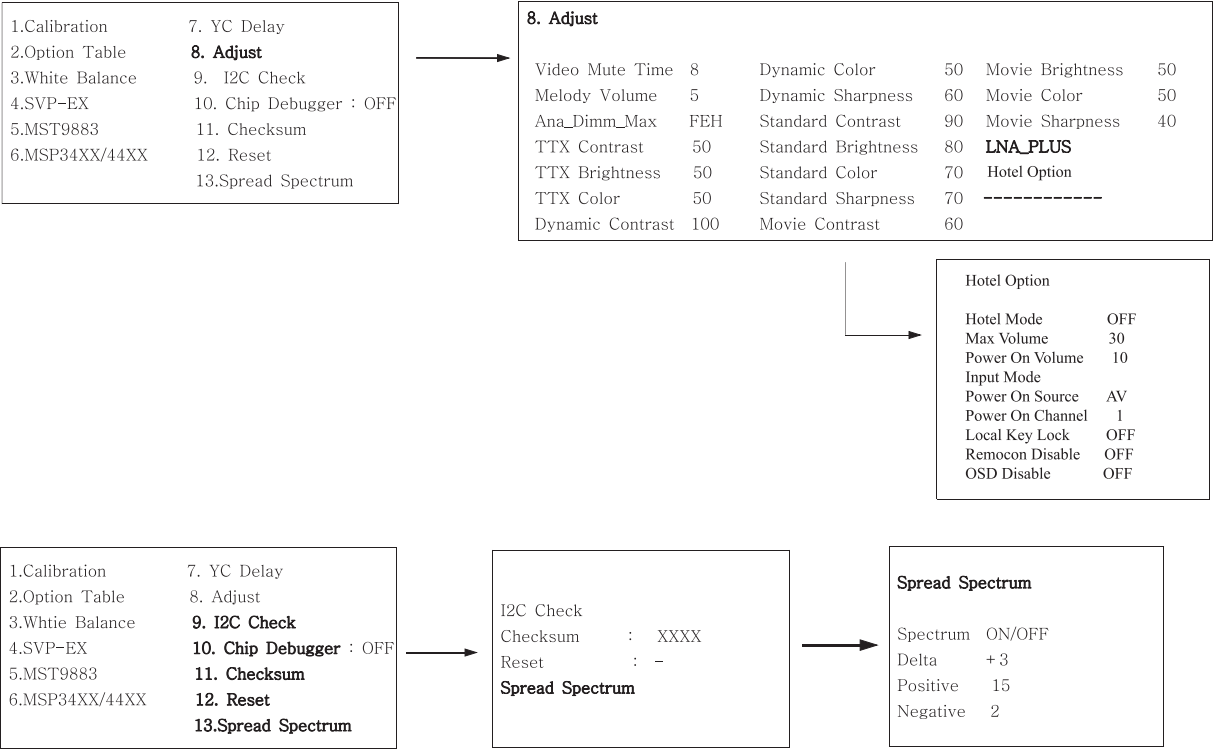 1.Calibration 7. YC Delay
2.Option Table 8. Adjust
3.White Balance 9. I2C Check
4.SVP-EX 10. Chip Debugger : OFF
5.MST9883 11. Checksum
6.MSP34XX/44XX 12. Reset
13.Spread Spectrum
8. Adjust
Video Mute Time 8 Dynamic Color 50 Movie Brightness 50
Melody Volume 5 Dynamic Sharpness 60 Movie Color 50
Ana_Dimm_Max FEH Standard Contrast 90 Movie Sharpness 40
TTX Contrast 50 Standard Brightness 80 LNA_PLUS
TTX Brightness 50 Standard Color 70 Hotel Option
TTX Color 50 Standard Sharpness 70 ------------
Dynamic Contrast 100 Movie Contrast 60
Hotel Option
Hotel Mode OFF
Max Volume 30
Power On Volume 10
Input Mode
Power On Source AV
Power On Channel 1
Local Key Lock OFF
Remocon Disable OFF
OSD Disable OFF
1.Calibration 7. YC Delay
2.Option Table 8. Adjust
3.Whtie Balance 9. I2C Check
4.SVP-EX 10. Chip Debugger : OFF
5.MST9883 11. Checksum
6.MSP34XX/44XX 12. Reset
13.Spread Spectrum
I2C Check
Checksum : XXXX
Reset : -
Spread Spectrum
Spread Spectrum
Spectrum ON/OFF
Delta +3
Positive 15
Negative 2